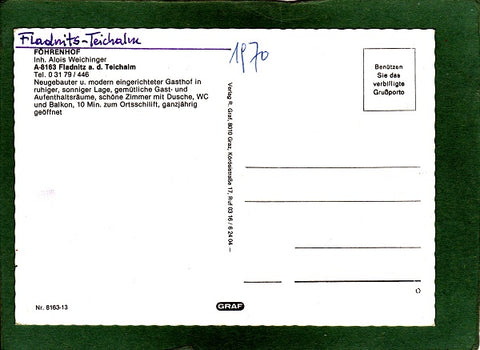 Fladnitz-Teichalm
1970
FÖHRENHOF
Inh. Alois Weichinger
A-8163 Fladnitz a. d. Teichalm
Tel. 0 31 79 / 446
Neugebauter u. modern eingerichteter Gasthof in
ruhiger, sonniger Lage, gemütliche Gast- und
Aufenthaltsräume, schöne Zimmer mit Dusche, WC
und Balkon, 10 Min. zum Ortsschilift, ganzjährig
geöffnet
Benützen
Sie das
verbilligte
Grußporto
Verlag R. Graf, 8010 Graz, Körösistraße 17, Ruf 03 16 / 6 24 04 —
Nr. 8163-13
GRAF